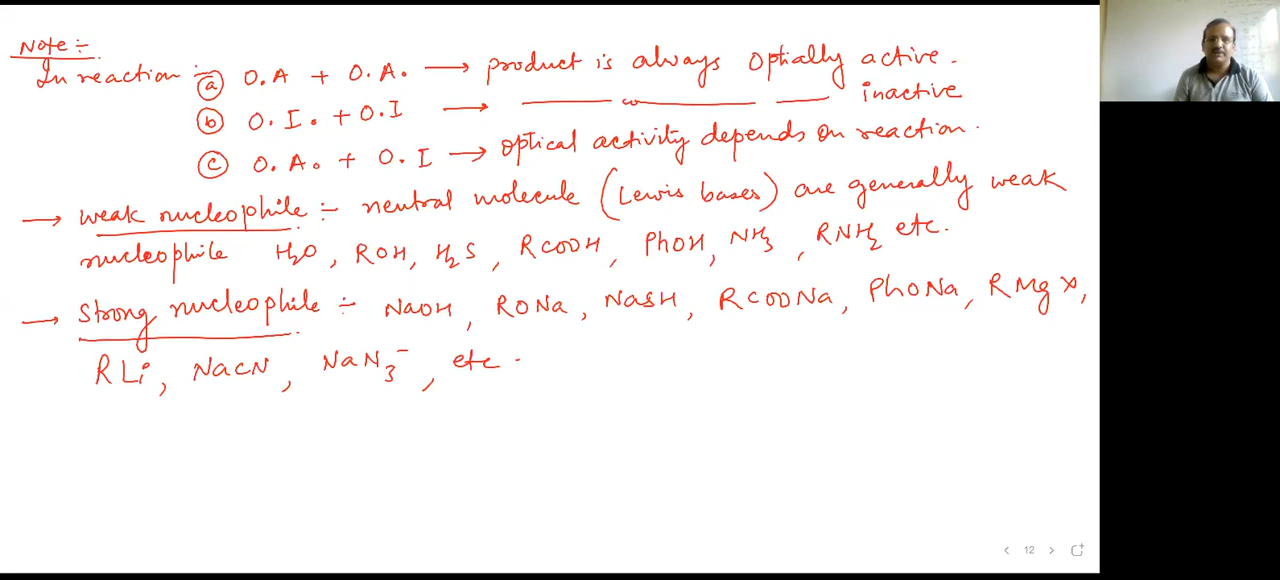 Note :-
In reaction :- (a) O.A + O.A. → product is always Optially active.
(b) O.I. + O.I → —— " —— — inactive
(c) O.A. + O.I → optical activity depends on reaction.
→ weak nucleophile :- neutral molecule (Lewis bases) are generally weak
nucleophile H2O, ROH, H2S, RCOOH, PhOH, NH3, RNH2 etc.
→ Strong nucleophile :- NaOH, RONa, NaSH, RCOONa, PhONa, RMgX,
RLi, NaCN, NaN3⁻, etc.
< 12 >